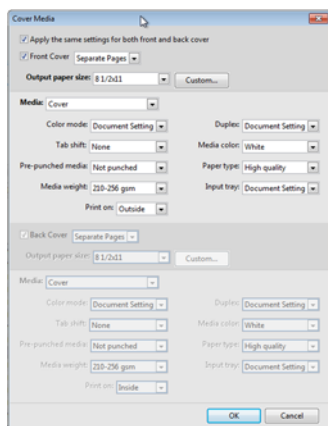 Cover Media
Apply the same settings for both front and back cover
Front Cover Separate Pages
Output paper size: 8 1/2x11 Custom...
Media: Cover
Color mode: Document Setting Duplex: Document Setting
Tab shift: None Media color: White
Pre-punched media: Not punched Paper type: High quality
Media weight: 210-256 gsm Input tray: Document Setting
Print on: Outside
Back Cover Separate Pages
Output paper size: 8 1/2x11 Custom...
Media: Cover
Color mode: Document Setting Duplex: Document Setting
Tab shift: None Media color: White
Pre-punched media: Not punched Paper type: High quality
Media weight: 210-256 gsm Input tray: Document Setting
Print on: Inside
OK Cancel